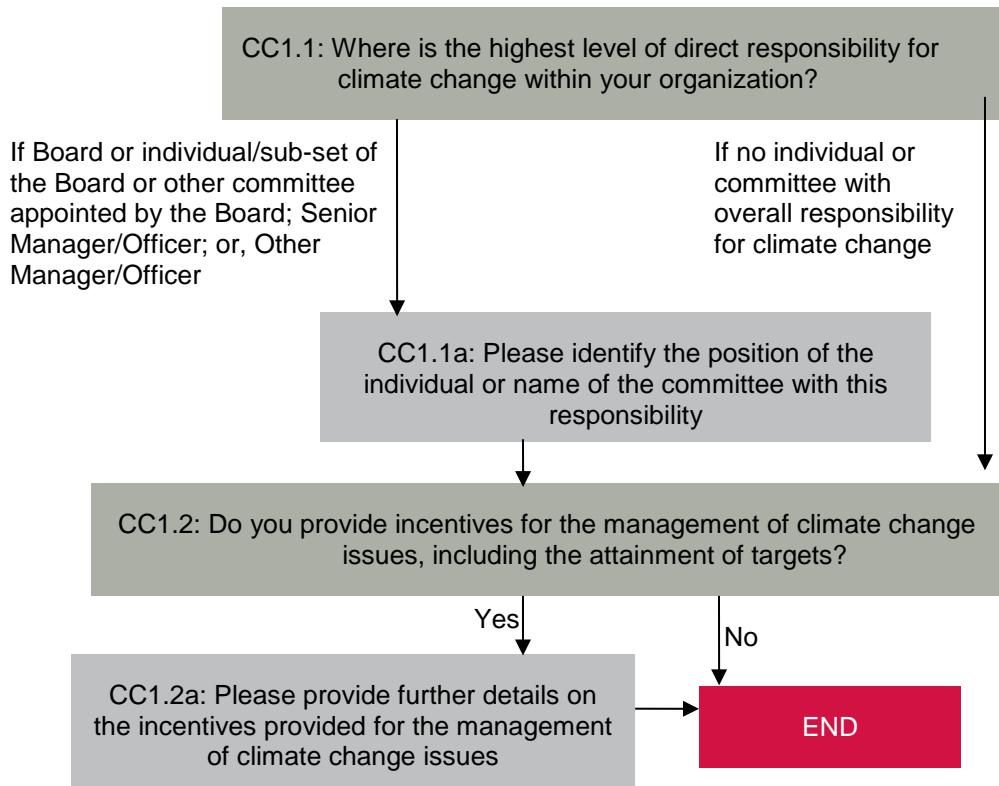 CC1.1: Where is the highest level of direct responsibility for
climate change within your organization?
If Board or individual/sub-set of
the Board or other committee
appointed by the Board; Senior
Manager/Officer; or, Other
Manager/Officer
If no individual or
committee with
overall responsibility
for climate change
CC1.1a: Please identify the position of the
individual or name of the committee with this
responsibility
CC1.2: Do you provide incentives for the management of climate change
issues, including the attainment of targets?
Yes
No
CC1.2a: Please provide further details on
the incentives provided for the management
of climate change issues
END